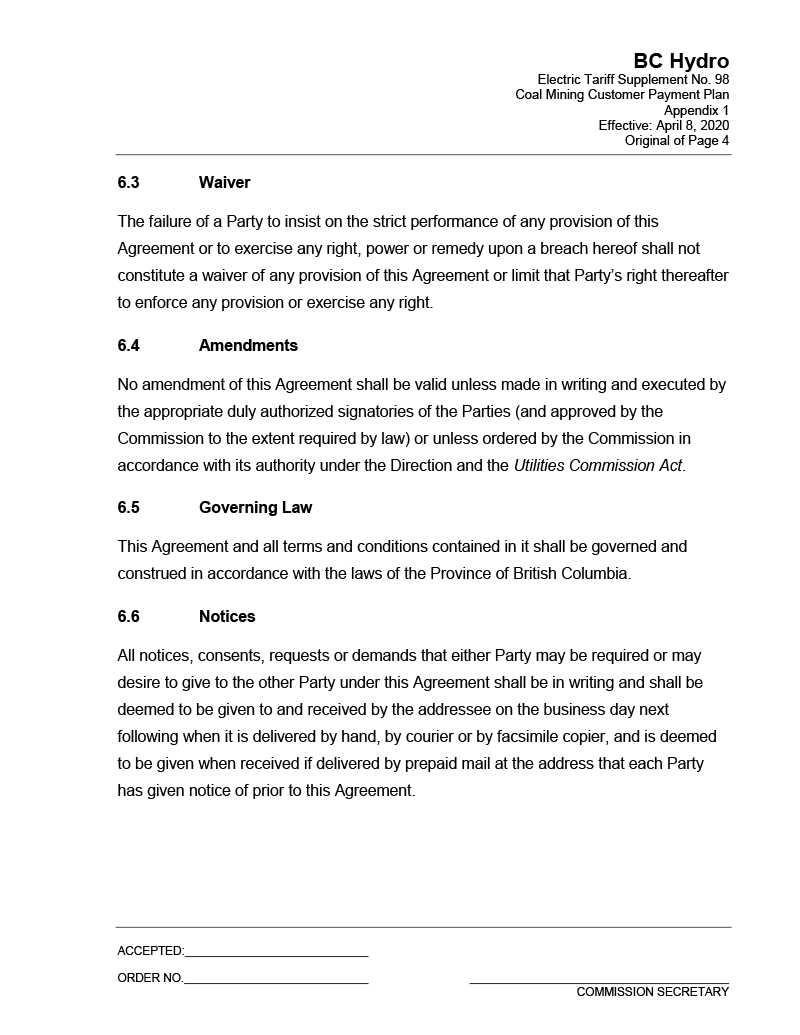 BC Hydro
Electric Tariff Supplement No. 98
Coal Mining Customer Payment Plan
Appendix 1
Effective: April 8, 2020
Original of Page 4
6.3 Waiver
The failure of a Party to insist on the strict performance of any provision of this
Agreement or to exercise any right, power or remedy upon a breach hereof shall not
constitute a waiver of any provision of this Agreement or limit that Party's right thereafter
to enforce any provision or exercise any right.
6.4 Amendments
No amendment of this Agreement shall be valid unless made in writing and executed by
the appropriate duly authorized signatories of the Parties (and approved by the
Commission to the extent required by law) or unless ordered by the Commission in
accordance with its authority under the Direction and the Utilities Commission Act.
6.5 Governing Law
This Agreement and all terms and conditions contained in it shall be governed and
construed in accordance with the laws of the Province of British Columbia.
6.6 Notices
All notices, consents, requests or demands that either Party may be required or may
desire to give to the other Party under this Agreement shall be in writing and shall be
deemed to be given to and received by the addressee on the business day next
following when it is delivered by hand, by courier or by facsimile copier, and is deemed
to be given when received if delivered by prepaid mail at the address that each Party
has given notice of prior to this Agreement.
ACCEPTED:
ORDER NO.
COMMISSION SECRETARY